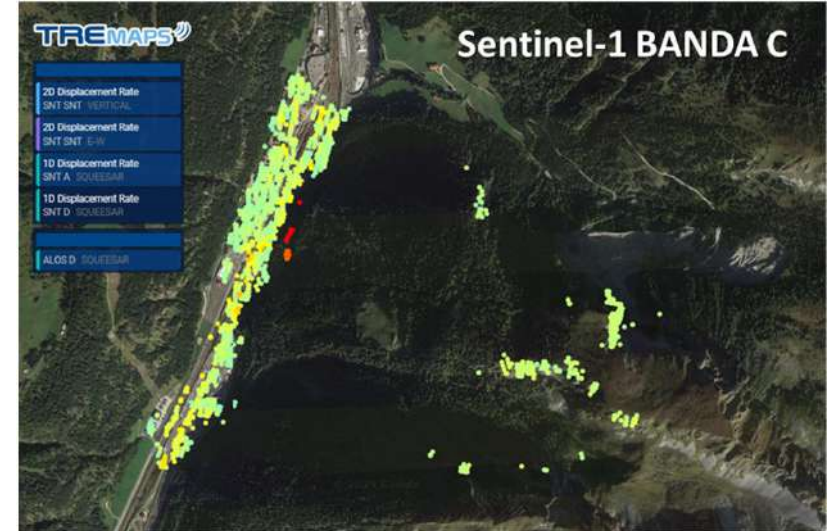 TREMAPS
Sentinel-1 BANDA C
2D Displacement Rate
SNT SNT VERTICAL
2D Displacement Rate
SNT SNT E-W
1D Displacement Rate
SNT A SQUEESAR
1D Displacement Rate
SNT D SQUEESAR
ALOS D SQUEESAR